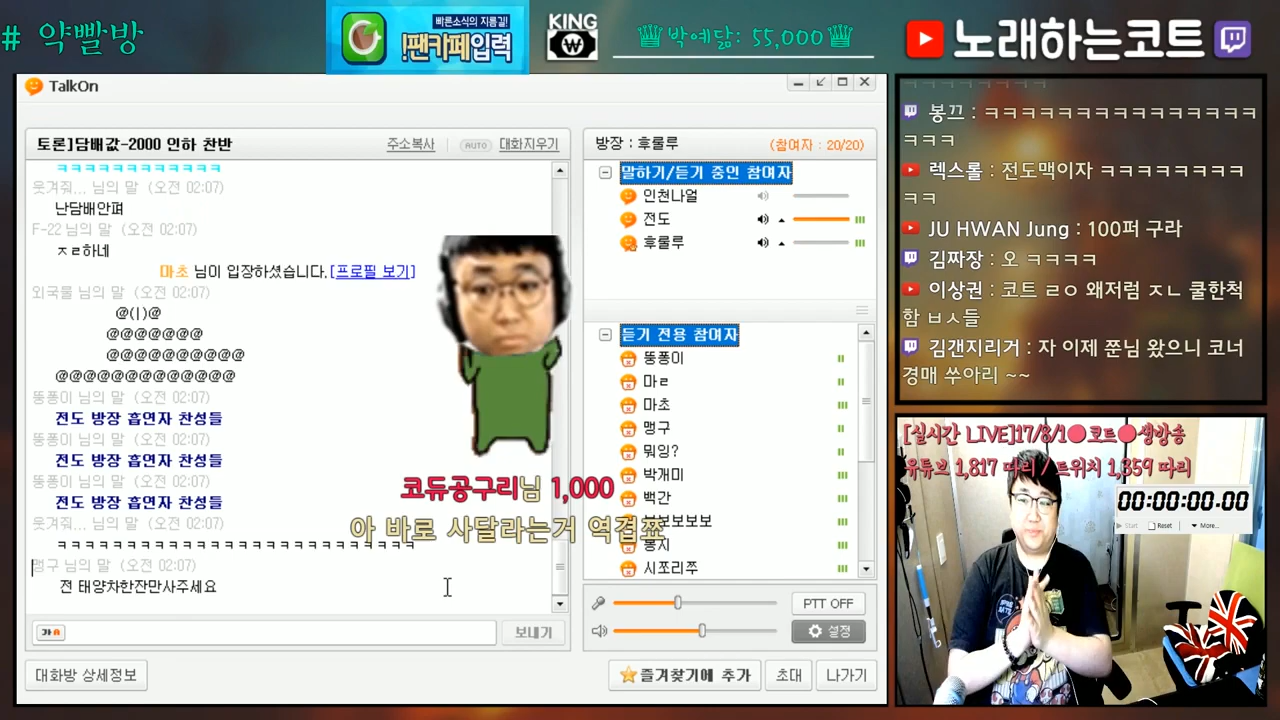 # 약빨방
빠른소식의 지름길!
!팬카페입력
KING
₩
박예닮: 55,000
노래하는코트
TalkOn
토론]담배값-2000 인하 찬반
주소복사
AUTO
대화지우기
ㅋㅋㅋㅋㅋㅋㅋㅋㅋㅋㅋㅋ
웃겨줘... 님의 말 (오전 02:07)
난담배안펴
F-22 님의 말 (오전 02:07)
ㅈㄹ하네
마초 님이 입장하셨습니다.[프로필 보기]
외국물 님의 말 (오전 02:07)
@(|)@
@@@@@@@
@@@@@@@@@@
@@@@@@@@@@@@@
뚱퐁이 님의 말 (오전 02:07)
전도 방장 흡연자 찬성들
뚱퐁이 님의 말 (오전 02:07)
전도 방장 흡연자 찬성들
뚱퐁이 님의 말 (오전 02:07)
전도 방장 흡연자 찬성들
웃겨줘... 님의 말 (오전 02:07)
ㅋㅋㅋㅋㅋㅋㅋㅋㅋㅋㅋㅋㅋㅋㅋㅋㅋㅋㅋㅋㅋㅋㅋㅋㅋㅋ
맹구 님의 말 (오전 02:07)
전 태양차한잔만사주세요
코듀공구리님 1,000
아 바로 사달라는거 역겹쬬
가A
보내기
대화방 상세정보
방장 : 후룰루
(참여자 : 20/20)
말하기/듣기 중인 참여자
인천나얼
전도
후룰루
듣기 전용 참여자
뚱퐁이
마ㄹ
마초
맹구
뭐잉?
박개미
백간
시포리쭈
PTT OFF
설정
즐겨찾기에 추가
초대
나가기
봉끄 : ㅋㅋㅋㅋㅋㅋㅋㅋㅋㅋㅋㅋㅋㅋㅋ
ㅋㅋㅋ
렉스롤 : 전도맥이자 ㅋㅋㅋㅋㅋㅋㅋㅋ
ㅋㅋ
JU HWAN Jung : 100퍼 구라
김짜장 : 오 ㅋㅋㅋㅋ
이상권 : 코트 ㄹㅇ 왜저럼 ㅈㄴ 쿨한척
함 ㅂㅅ들
김갠지리거 : 자 이제 쭌님 왔으니 코너
경매 쑤아리 ~~
[실시간 LIVE]17/8/1●코트●생방송
유튜브 1,817 따리 / 트위치 1,359 따리
00:00:00.00
Start
Reset
More...